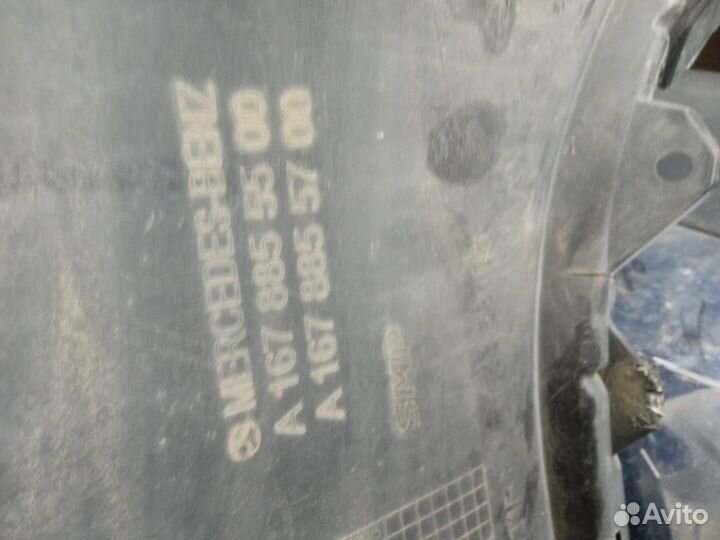 MERCEDES-BENZ
A 167 885 55 00
A 167 885 57 00
SMP
Avito